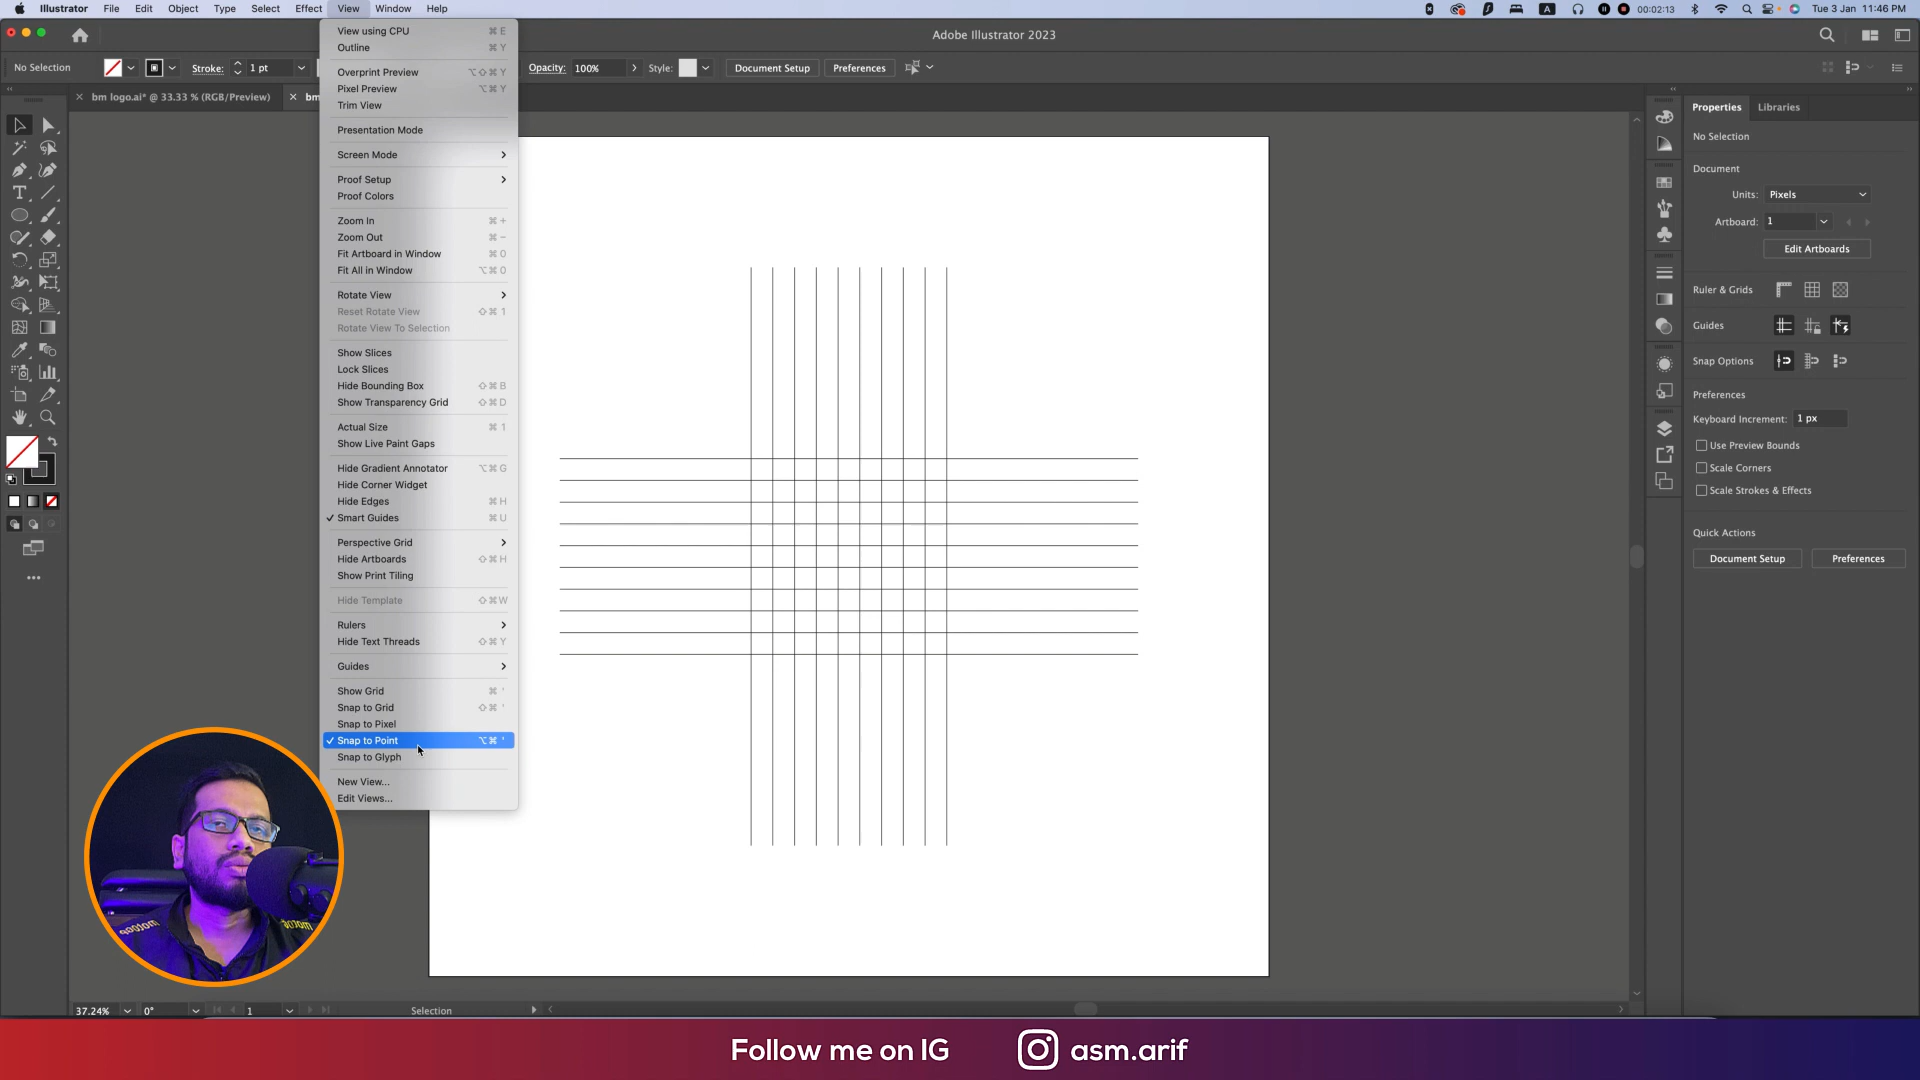 Illustrator File Edit Object Type Select Effect View Window Help
00:02:13 A Tue 3 Jan 11:46 PM
Adobe Illustrator 2023
No Selection Stroke: 1 pt Opacity: 100% Style: Document Setup Preferences
bm logo.ai* @ 33.33 % (RGB/Preview) bm
View using CPU ⌘ E
Outline ⌘ Y
Overprint Preview ⌥⇧⌘ Y
Pixel Preview ⌥⌘ Y
Trim View
Presentation Mode
Screen Mode
Proof Setup
Proof Colors
Zoom In ⌘ +
Zoom Out ⌘ −
Fit Artboard in Window ⌘ 0
Fit All in Window ⌥⌘ 0
Rotate View
Reset Rotate View ⇧⌘ 1
Rotate View To Selection
Show Slices
Lock Slices
Hide Bounding Box ⇧⌘ B
Show Transparency Grid ⇧⌘ D
Actual Size ⌘ 1
Show Live Paint Gaps
Hide Gradient Annotator ⌥⌘ G
Hide Corner Widget
Hide Edges ⌘ H
✓ Smart Guides ⌘ U
Perspective Grid
Hide Artboards ⇧⌘ H
Show Print Tiling
Hide Template ⇧⌘ W
Rulers
Hide Text Threads ⇧⌘ Y
Guides
Show Grid ⌘ '
Snap to Grid ⇧⌘ '
Snap to Pixel
✓ Snap to Point ⌥⌘ '
Snap to Glyph
New View...
Edit Views...
Properties Libraries
No Selection
Document
Units: Pixels
Artboard: 1
Edit Artboards
Ruler & Grids
Guides
Snap Options
Preferences
Keyboard Increment: 1 px
Use Preview Bounds
Scale Corners
Scale Strokes & Effects
Quick Actions
Document Setup Preferences
37.24% 0° 1 Selection
Follow me on IG asm.arif